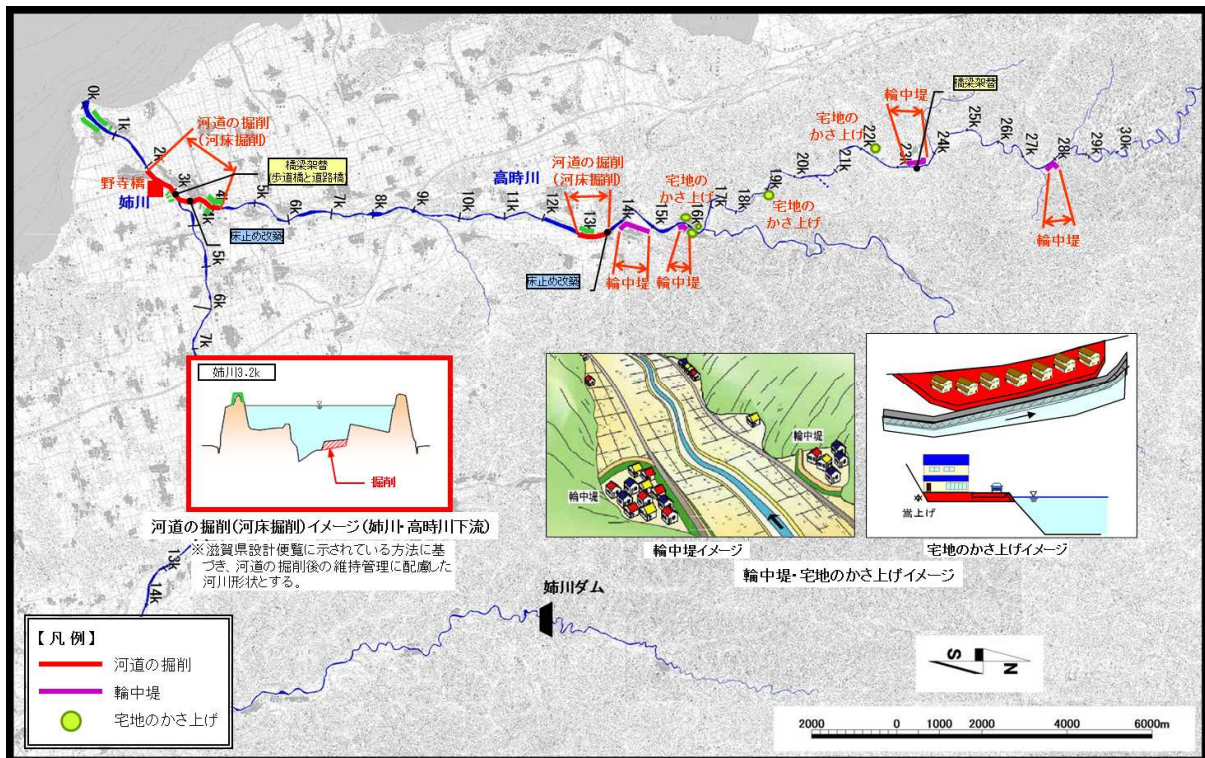 0k
1k
2k
3k
4k
5k
6k
7k
8k
9k
10k
11k
12k
13k
14k
15k
16k
17k
18k
19k
20k
21k
22k
23k
24k
25k
26k
27k
28k
29k
30k
河道の掘削
(河床掘削)
橋梁架替
(歩道橋と道路橋)
野寺橋
姉川
床止め改築
4k
5k
6k
7k
13k
14k
高時川
河道の掘削
(河床掘削)
床止め改築
輪中堤
輪中堤
宅地の
かさ上げ
宅地の
かさ上げ
宅地の
かさ上げ
輪中堤
橋梁架替
輪中堤
姉川3.2k
掘削
河道の掘削(河床掘削)イメージ(姉川・高時川下流)
※滋賀県設計便覧に示されている方法に基
づき、河道の掘削後の維持管理に配慮した
河川形状とする。
輪中堤
輪中堤
輪中堤イメージ
嵩上げ
宅地のかさ上げイメージ
輪中堤・宅地のかさ上げイメージ
姉川ダム
【凡例】
河道の掘削
輪中堤
宅地のかさ上げ
S
N
2000 0 1000 2000 4000 6000m